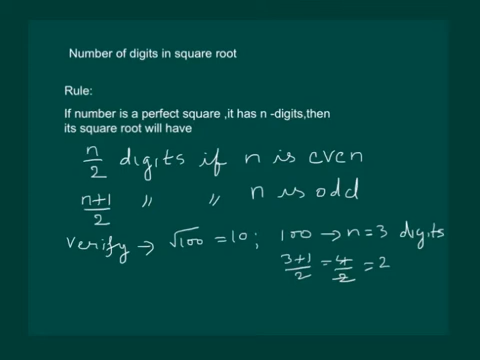 Number of digits in square root
Rule:
If number is a perfect square ,it has n -digits,then
its square root will have
n/2 digits if n is even
(n+1)/2 〃 〃 n is odd
Verify → √100 = 10 ; 100 → n = 3 digits
(3+1)/2 = 4/2 = 2